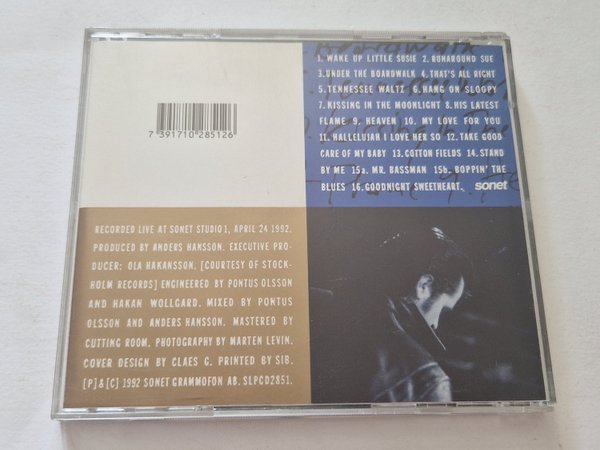 1. WAKE UP LITTLE SUSIE 2. RUNAROUND SUE
3.UNDER THE BOARDWALK 4. THAT'S ALL RIGHT
5.TENNESSEE WALTZ 6. HANG ON SLOOPY
7.KISSING IN THE MOONLIGHT 8.HIS LATEST
FLAME 9. HEAVEN 10. MY LOVE FOR YOU
11. HALLELUJAH I LOVE HER SO 12. TAKE GOOD
CARE OF MY BABY 13. COTTON FIELDS 14. STAND
BY ME 15a. MR. BASSMAN 15b. BOPPIN' THE
BLUES 16. GOODNIGHT SWEETHEART. sonet
7 391710 285126
RECORDED LIVE AT SONET STUDIO 1, APRIL 24 1992.
PRODUCED BY ANDERS HANSSON. EXECUTIVE PRO-
DUCER: OLA HAKANSSON, [COURTESY OF STOCK-
HOLM RECORDS] ENGINEERED BY PONTUS OLSSON
AND HAKAN WOLLGARD. MIXED BY PONTUS
OLSSON AND ANDERS HANSSON. MASTERED BY
CUTTING ROOM. PHOTOGRAPHY BY MARTEN LEVIN.
COVER DESIGN BY CLAES G. PRINTED BY SIB.
[P]&[C] 1992 SONET GRAMMOFON AB. SLPCD2851.